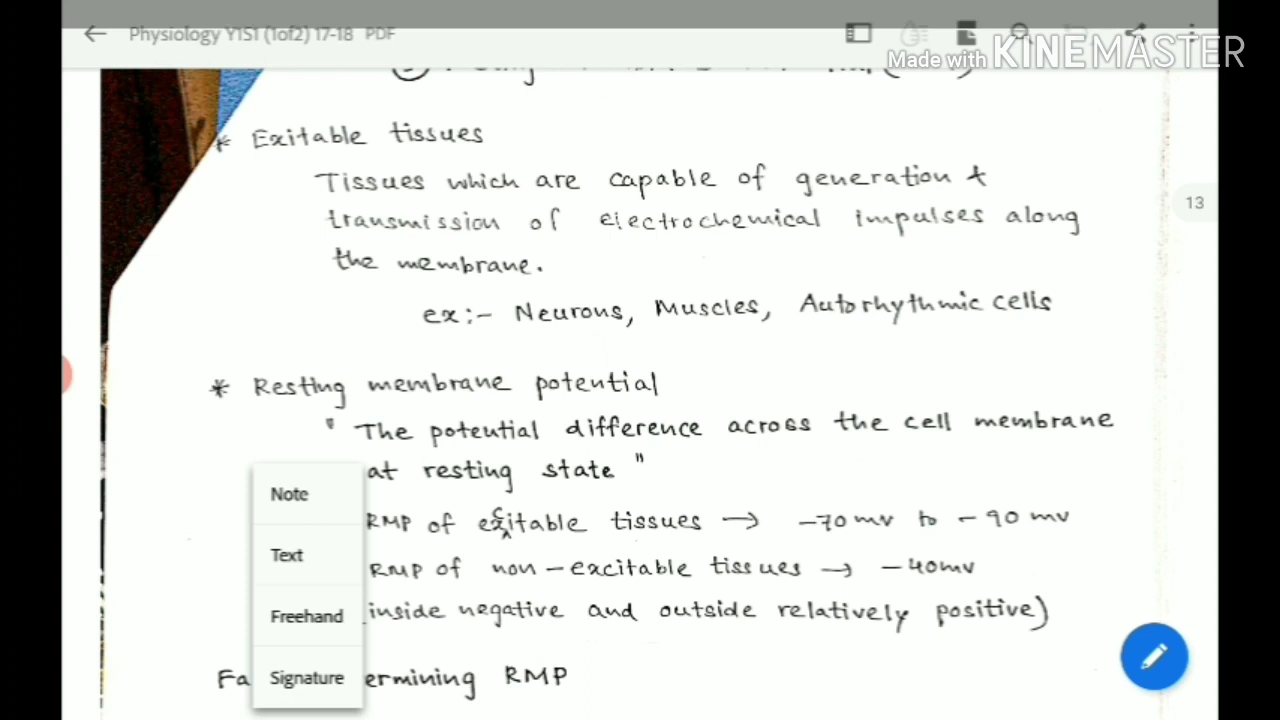 Physiology Y1S1 (1of2) 17-18 PDF
Made with KINEMASTER
* Exitable tissues
Tissues which are capable of generation &
transmission of electrochemical impulses along
the membrane.
13
ex:- Neurons, Muscles, Autorhythmic cells
* Resting membrane potential
" The potential difference across the cell membrane
at resting state "
RMP of excitable tissues → -70mv to -90 mv
RMP of non-excitable tissues → -40mv
inside negative and outside relatively positive)
ermining RMP
Note
Text
Freehand
Signature